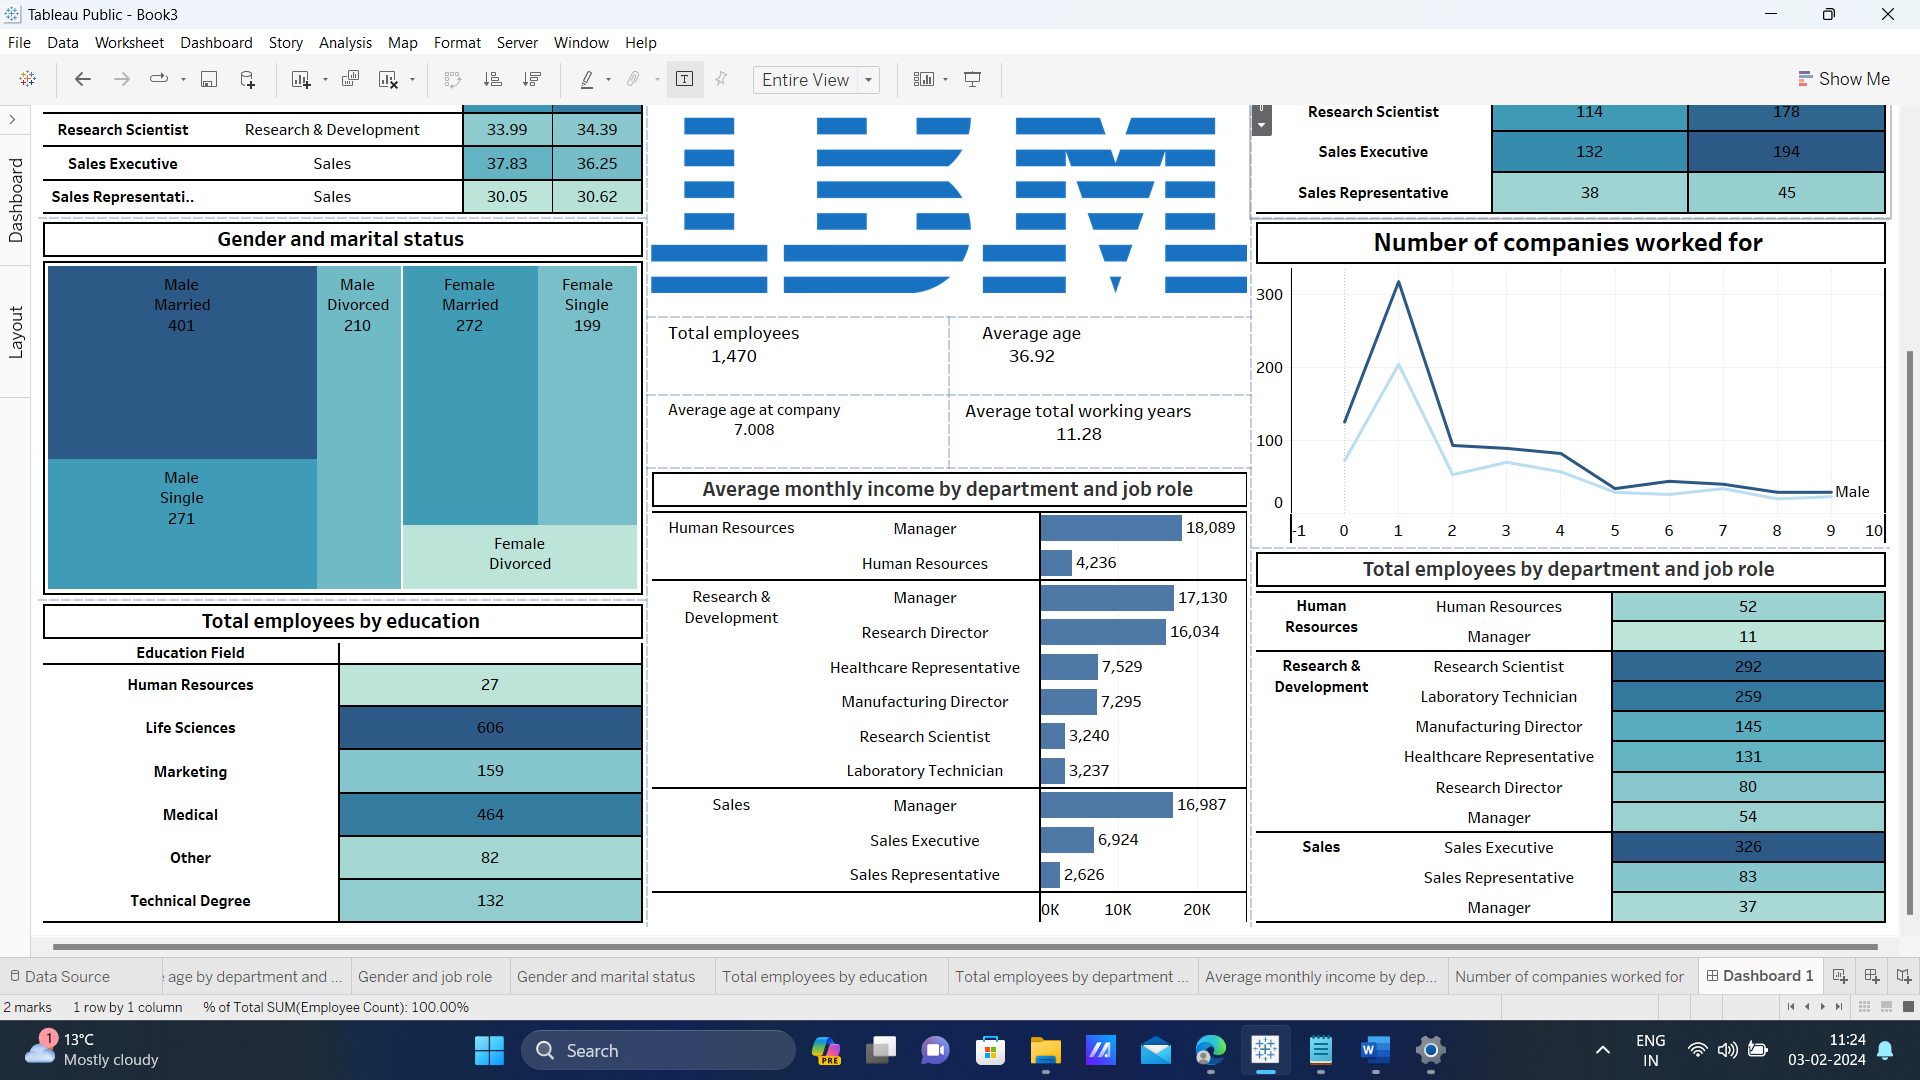 Tableau Public - Book3
File Data Worksheet Dashboard Story Analysis Map Format Server Window Help
Entire View
Show Me
Dashboard
Layout
Research Scientist Research & Development 33.99 34.39
Sales Executive Sales 37.83 36.25
Sales Representati.. Sales 30.05 30.62
Gender and marital status
Male
Married
401
Male
Divorced
210
Female
Married
272
Female
Single
199
Male
Single
271
Female
Divorced
Total employees by education
Education Field
Human Resources 27
Life Sciences 606
Marketing 159
Medical 464
Other 82
Technical Degree 132
IBM
Total employees
1,470
Average age
36.92
Average age at company
7.008
Average total working years
11.28
Average monthly income by department and job role
Human Resources Manager 18,089
Human Resources 4,236
Research &
Development
Manager 17,130
Research Director 16,034
Healthcare Representative 7,529
Manufacturing Director 7,295
Research Scientist 3,240
Laboratory Technician 3,237
Sales Manager 16,987
Sales Executive 6,924
Sales Representative 2,626
0K 10K 20K
Research Scientist 114 178
Sales Executive 132 194
Sales Representative 38 45
Number of companies worked for
300
200
100
0
Male
-1 0 1 2 3 4 5 6 7 8 9 10
Total employees by department and job role
Human
Resources
Human Resources 52
Manager 11
Research &
Development
Research Scientist 292
Laboratory Technician 259
Manufacturing Director 145
Healthcare Representative 131
Research Director 80
Manager 54
Sales Sales Executive 326
Sales Representative 83
Manager 37
Data Source age by department and ... Gender and job role Gender and marital status Total employees by education Total employees by department ... Average monthly income by dep... Number of companies worked for Dashboard 1
2 marks 1 row by 1 column % of Total SUM(Employee Count): 100.00%
1
13°C
Mostly cloudy
Search
PRE
ENG
IN
11:24
03-02-2024